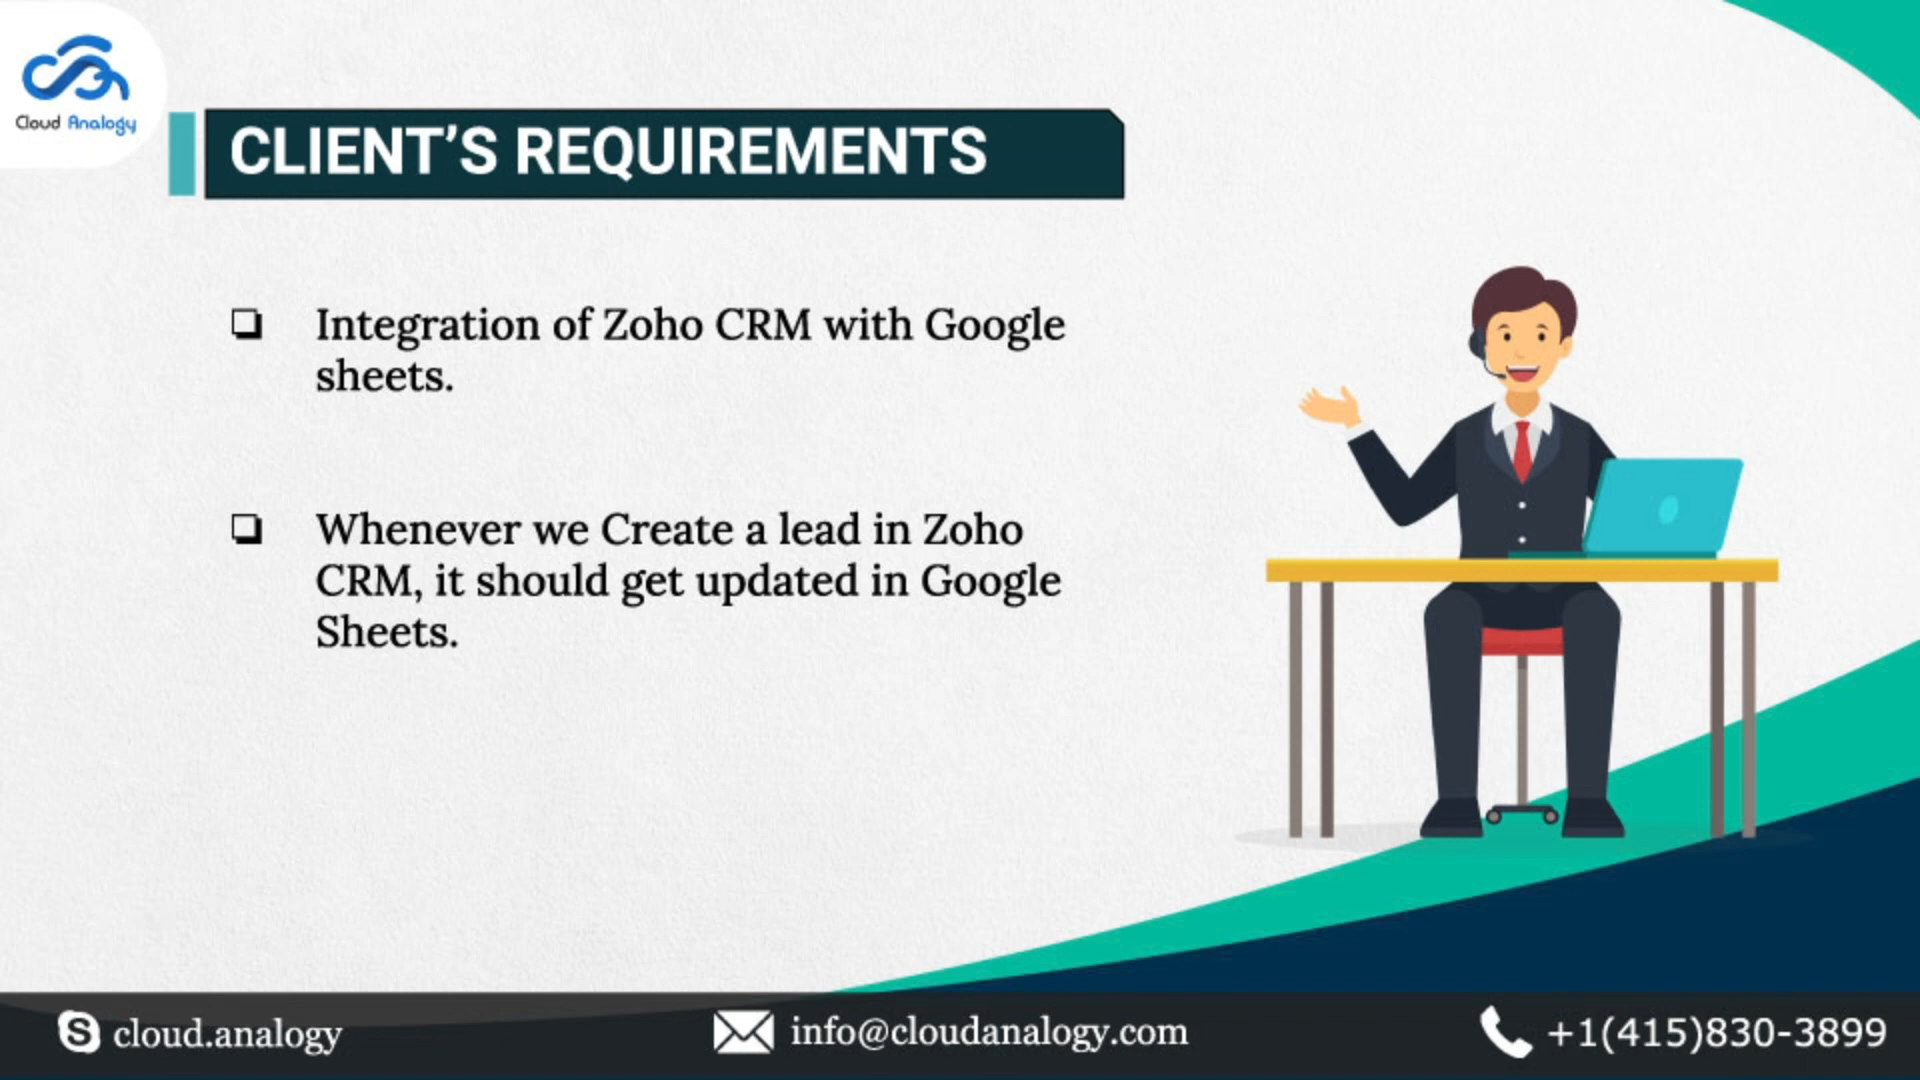 Cloud Analogy
CLIENT’S REQUIREMENTS
❏ Integration of Zoho CRM with Google
sheets.
❏ Whenever we Create a lead in Zoho
CRM, it should get updated in Google
Sheets.
cloud.analogy
info@cloudanalogy.com
+1(415)830-3899